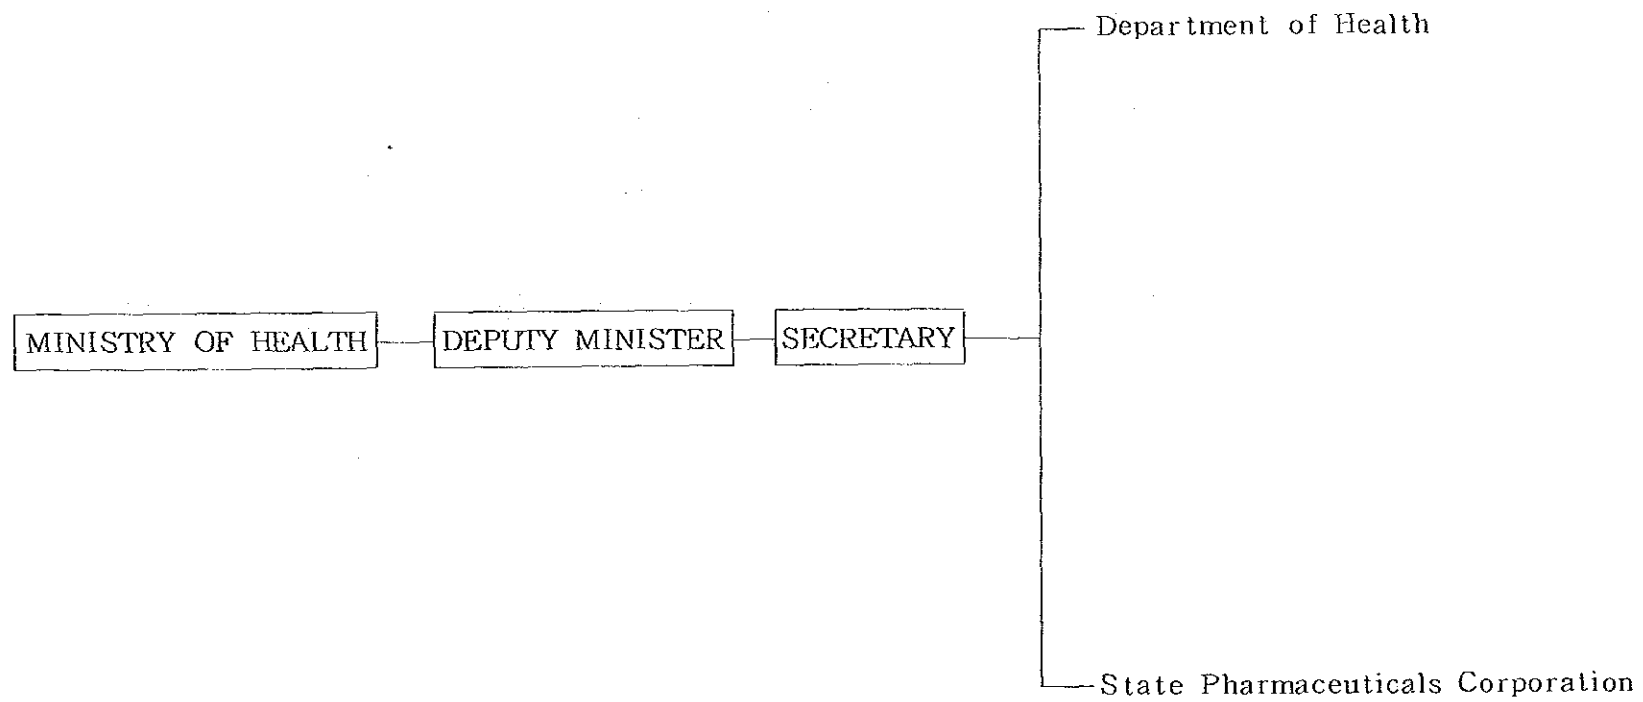 Department of Health
MINISTRY OF HEALTH
DEPUTY MINISTER
SECRETARY
State Pharmaceuticals Corporation